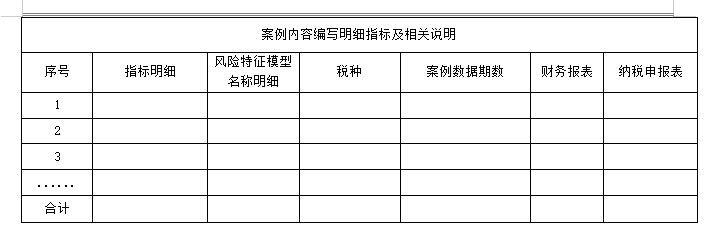 案例内容编写明细指标及相关说明
序号 指标明细 风险特征模型名称明细 税种 案例数据期数 财务报表 纳税申报表
1
2
3
......
合计